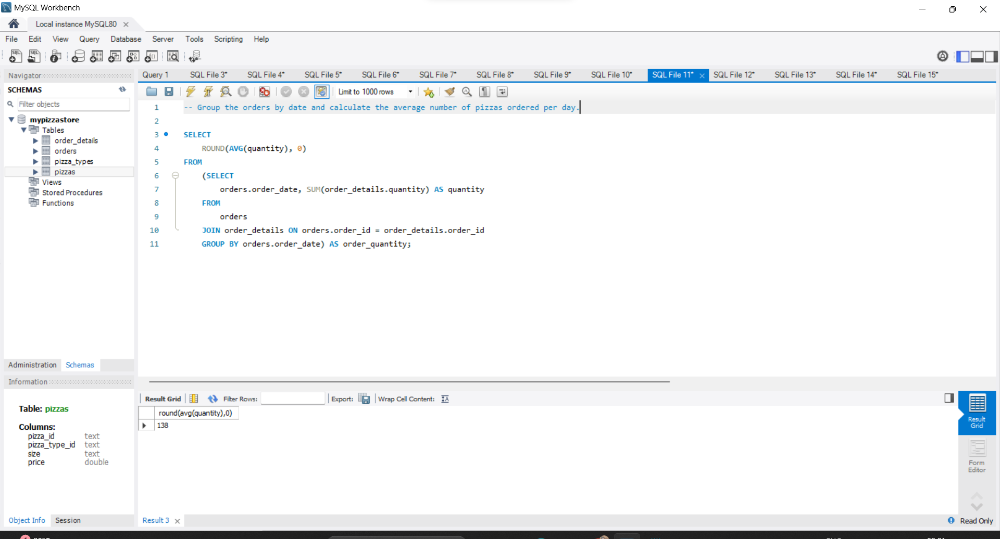 MySQL Workbench
Local instance MySQL80
File Edit View Query Database Server Tools Scripting Help
Navigator
SCHEMAS
Filter objects
mypizzastore
Tables
order_details
orders
pizza_types
pizzas
Views
Stored Procedures
Functions
Administration Schemas
Information
Table: pizzas
Columns:
pizza_id text
pizza_type_id text
size text
price double
Object Info Session
Query 1 SQL File 3* SQL File 4* SQL File 5* SQL File 6* SQL File 7* SQL File 8* SQL File 9* SQL File 10* SQL File 11* SQL File 12* SQL File 13* SQL File 14* SQL File 15*
Limit to 1000 rows
1 -- Group the orders by date and calculate the average number of pizzas ordered per day.
2
3 SELECT
4 ROUND(AVG(quantity), 0)
5 FROM
6 (SELECT
7 orders.order_date, SUM(order_details.quantity) AS quantity
8 FROM
9 orders
10 JOIN order_details ON orders.order_id = order_details.order_id
11 GROUP BY orders.order_date) AS order_quantity;
Result Grid Filter Rows: Export: Wrap Cell Content:
round(avg(quantity),0)
138
Result Grid
Form Editor
Result 3
Read Only